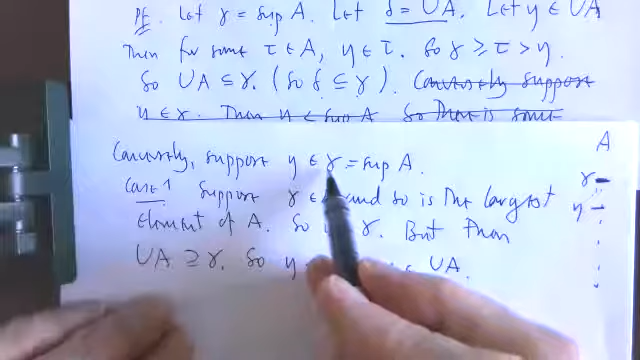 Pf. Let γ = sup A. Let δ = ∪A. Let η ∈ ∪A
Then for some τ ∈ A, η ∈ τ. So γ ≥ τ > η.
So ∪A ⊆ γ. (So δ ⊆ γ). Conversely suppose
η ∈ γ. Then η < sup A So there is some
Conversely, suppose η ∈ γ = sup A.
Case 1 Suppose γ ∈ and so is the largest
element of A. So γ. But then
∪A ⊇ γ. So η ∪A.
A
γ
η